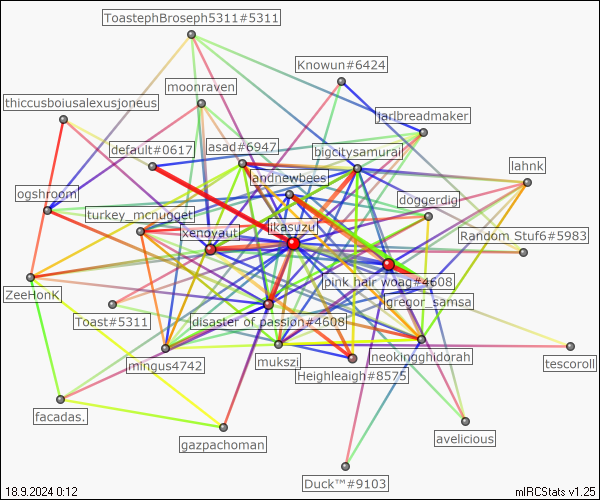 ToastephBroseph5311#5311
Knowun#6424
moonraven
thiccusboiusalexusjoneus
jarlbreadmaker
default#0617
asad#6947
bigcitysamurai
lahnk
landnewbees
ogshroom
doggerdig
turkey_mcnugget
xenoyaut
ikasuzu
Random Stuf6#5983
pink hair woag#4608
ZeeHonK
gregor_samsa
Toast#5311
disaster of passion#4608
neokingghidorah
mingus4742
mukszi
Heighleaigh#8575
tescoroll
facadas.
gazpachoman
avelicious
Duck™#9103
18.9.2024 0:12
mIRCStats v1.25